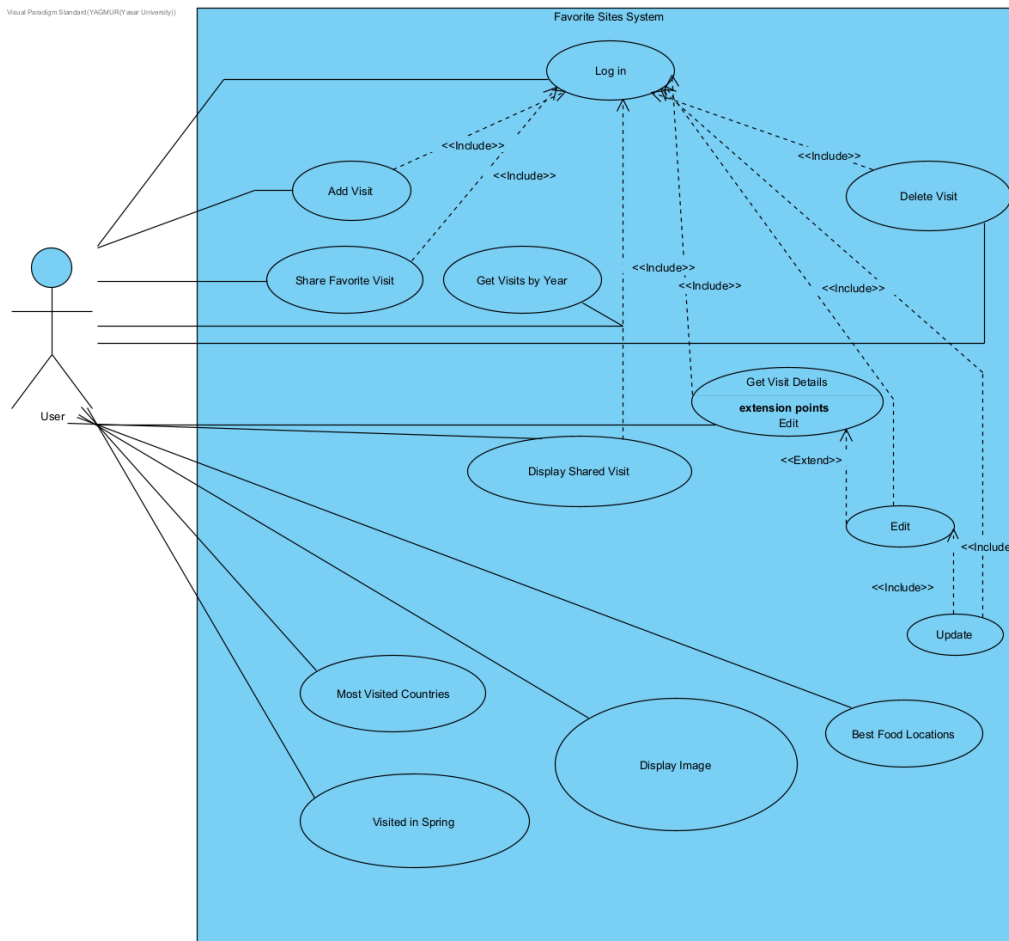 Visual Paradigm Standard(YAGMUR(Yasar University))
Favorite Sites System
Log in
<<Include>>
<<Include>>
<<Include>>
Add Visit
Delete Visit
Share Favorite Visit
Get Visits by Year
<<Include>>
<<Include>>
<<Include>>
Get Visit Details
extension points
Edit
User
<<Extend>>
Display Shared Visit
Edit
<<Include
<<Include>>
Update
Most Visited Countries
Best Food Locations
Display Image
Visited in Spring